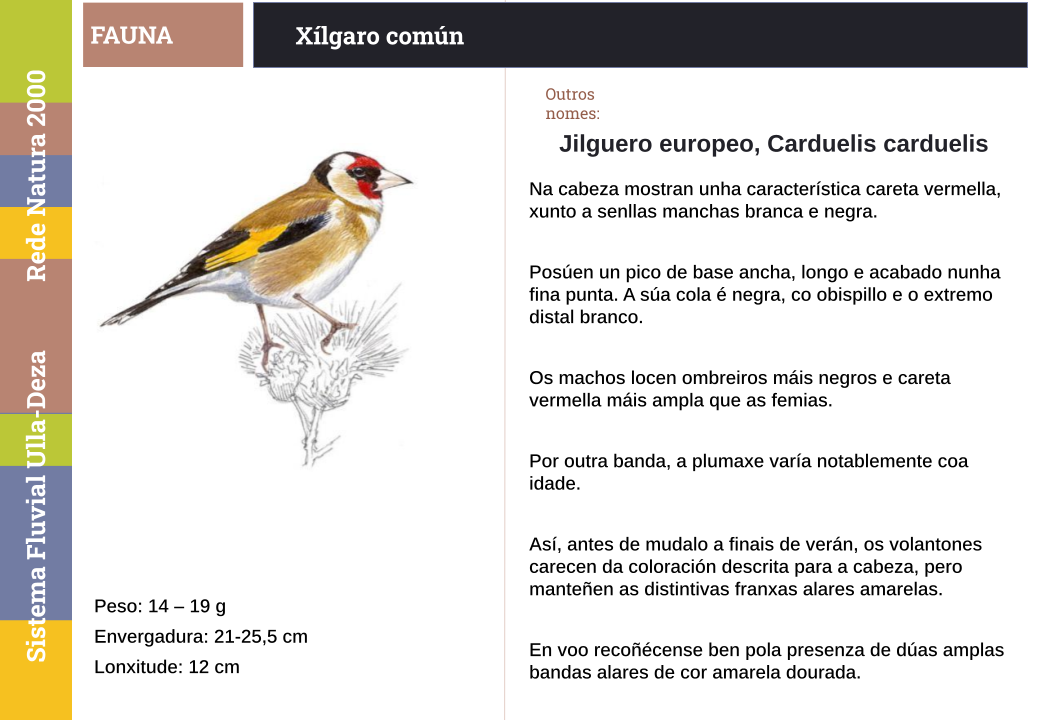 FAUNA
Xílgaro común
Sistema Fluvial Ulla-Deza
Rede Natura 2000
Peso: 14 – 19 g
Envergadura: 21-25,5 cm
Lonxitude: 12 cm
Outros
nomes:
Jilguero europeo, Carduelis carduelis
Na cabeza mostran unha característica careta vermella,
xunto a senllas manchas branca e negra.
Posúen un pico de base ancha, longo e acabado nunha
fina punta. A súa cola é negra, co obispillo e o extremo
distal branco.
Os machos locen ombreiros máis negros e careta
vermella máis ampla que as femias.
Por outra banda, a plumaxe varía notablemente coa
idade.
Así, antes de mudalo a finais de verán, os volantones
carecen da coloración descrita para a cabeza, pero
manteñen as distintivas franxas alares amarelas.
En voo recoñécense ben pola presenza de dúas amplas
bandas alares de cor amarela dourada.